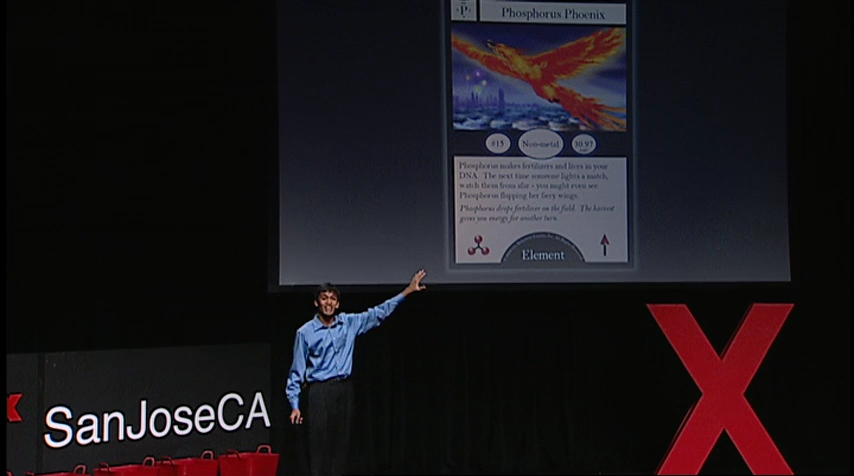 P
Phosphorus Phoenix
#15
Non-metal
30.97
Phosphorus makes fertilizers and lives in your
DNA. The next time someone lights a match,
watch them from afar - you might even see
Phosphorus flapping her fiery wings.
Phosphorus drops fertilizer on the field. The harvest
gives you energy for another turn.
Element
SanJoseCA
X